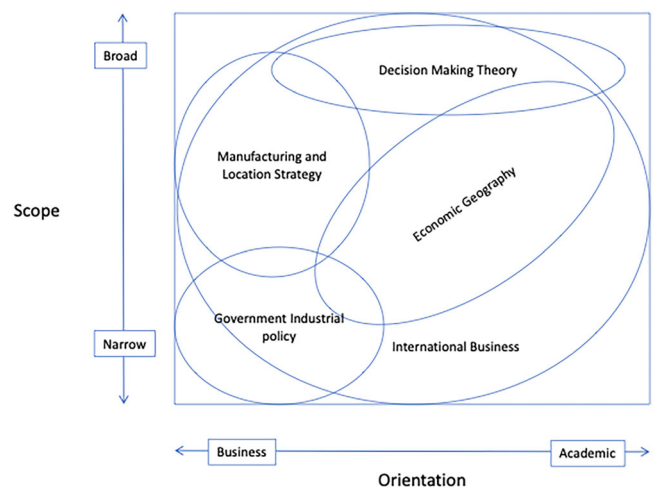 Broad
Decision Making Theory
Manufacturing and
Location Strategy
Economic Geography
Scope
Government Industrial
policy
Narrow
International Business
Business
Academic
Orientation